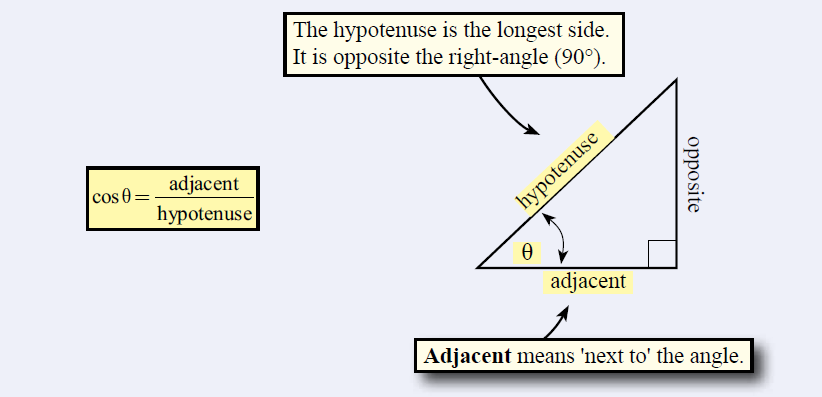 The hypotenuse is the longest side.
It is opposite the right-angle (90°).
hypotenuse
opposite
cosθ = adjacent / hypotenuse
θ
adjacent
Adjacent means 'next to' the angle.